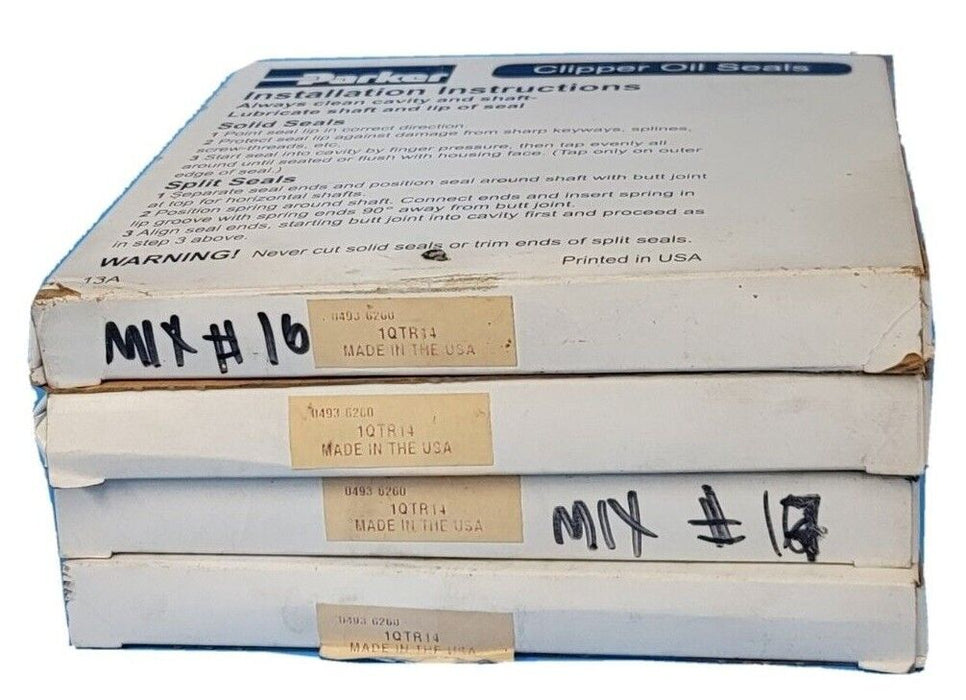 Parker
Clipper Oil Seals
Installation Instructions
Always clean cavity and shaft-
Lubricate shaft and lip of seal
Solid Seals
1 Point seal lip in correct direction.
2 Protect seal lip against damage from sharp keyways, splines,
screw-threads, etc.
3 Start seal into cavity by finger pressure, then tap evenly all
around until seated or flush with housing face. (Tap only on outer
edge of seal.)
Split Seals
1 Separate seal ends and position seal around shaft with butt joint
at top for horizontal shafts.
2 Position spring around shaft. Connect ends and insert spring in
lip groove with spring ends 90° away from butt joint.
3 Align seal ends, starting butt joint into cavity first and proceed as
in step 3 above.
WARNING! Never cut solid seals or trim ends of split seals.
Printed in USA
13A
MIX # 16
0493 6260
1QTR14
MADE IN THE USA
0493 6260
1QTR14
MADE IN THE USA
0493 6260
1QTR14
MADE IN THE USA
MIX #
0493 6260
1QTR14
MADE IN THE USA